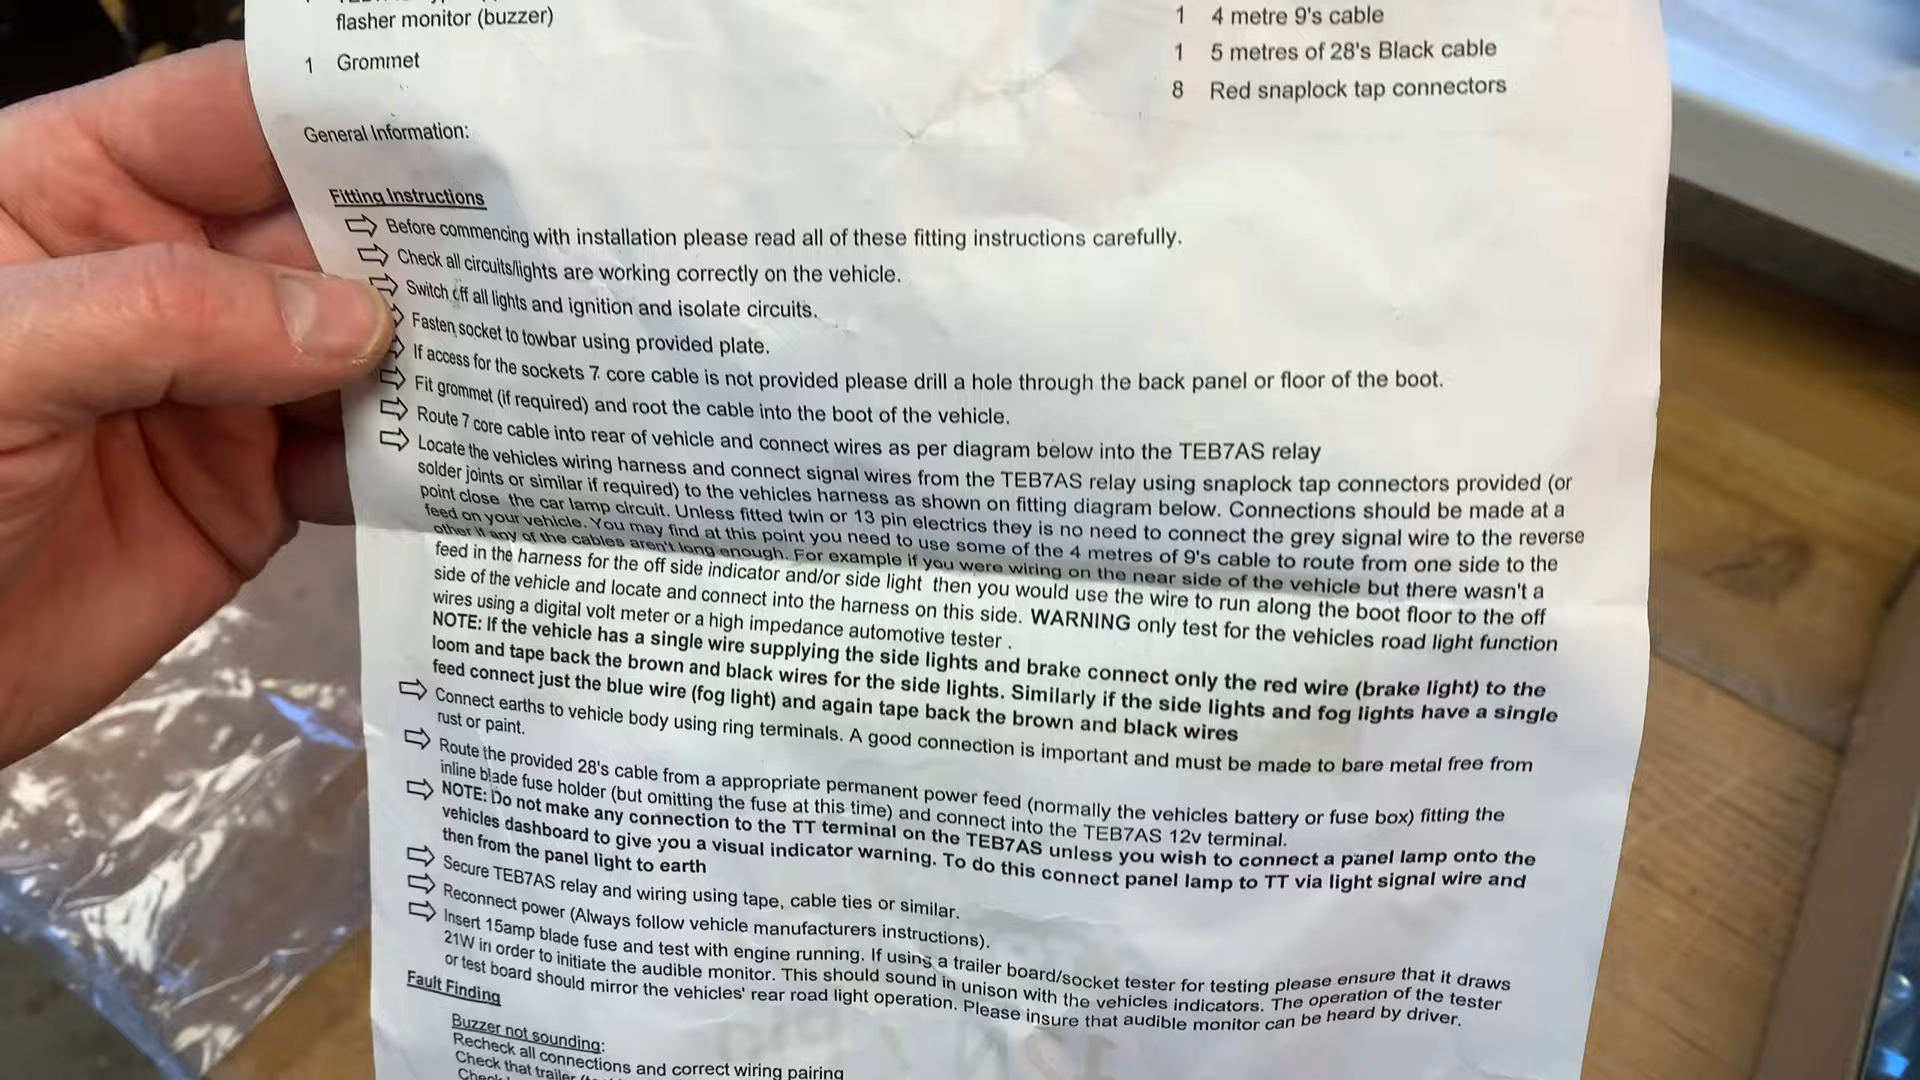 flasher monitor (buzzer)
1 Grommet
1 4 metre 9's cable
1 5 metres of 28's Black cable
8 Red snaplock tap connectors
General Information:
Fitting Instructions
Before commencing with installation please read all of these fitting instructions carefully.
Check all circuits/lights are working correctly on the vehicle.
Switch off all lights and ignition and isolate circuits.
Fasten socket to towbar using provided plate.
If access for the sockets 7 core cable is not provided please drill a hole through the back panel or floor of the boot.
Fit grommet (if required) and root the cable into the boot of the vehicle.
Route 7 core cable into rear of vehicle and connect wires as per diagram below into the TEB7AS relay
Locate the vehicles wiring harness and connect signal wires from the TEB7AS relay using snaplock tap connectors provided (or
solder joints or similar if required) to the vehicles harness as shown on fitting diagram below. Connections should be made at a
point close the car lamp circuit. Unless fitted twin or 13 pin electrics they is no need to connect the grey signal wire to the reverse
feed on your vehicle. You may find at this point you need to use some of the 4 metres of 9's cable to route from one side to the
other if any of the cables aren't long enough. For example if you were wiring on the near side of the vehicle but there wasn't a
feed in the harness for the off side indicator and/or side light then you would use the wire to run along the boot floor to the off
side of the vehicle and locate and connect into the harness on this side. WARNING only test for the vehicles road light function
wires using a digital volt meter or a high impedance automotive tester .
NOTE: If the vehicle has a single wire supplying the side lights and brake connect only the red wire (brake light) to the
loom and tape back the brown and black wires for the side lights. Similarly if the side lights and fog lights have a single
feed connect just the blue wire (fog light) and again tape back the brown and black wires
Connect earths to vehicle body using ring terminals. A good connection is important and must be made to bare metal free from
rust or paint.
Route the provided 28's cable from a appropriate permanent power feed (normally the vehicles battery or fuse box) fitting the
inline blade fuse holder (but omitting the fuse at this time) and connect into the TEB7AS 12v terminal.
NOTE: Do not make any connection to the TT terminal on the TEB7AS unless you wish to connect a panel lamp onto the
vehicles dashboard to give you a visual indicator warning. To do this connect panel lamp to TT via light signal wire and
then from the panel light to earth
Secure TEB7AS relay and wiring using tape, cable ties or similar.
Reconnect power (Always follow vehicle manufacturers instructions).
Insert 15amp blade fuse and test with engine running. If using a trailer board/socket tester for testing please ensure that it draws
21W in order to initiate the audible monitor. This should sound in unison with the vehicles indicators. The operation of the tester
or test board should mirror the vehicles' rear road light operation. Please insure that audible monitor can be heard by driver.
Fault Finding
Buzzer not sounding:
Recheck all connections and correct wiring pairing
Check that trailer